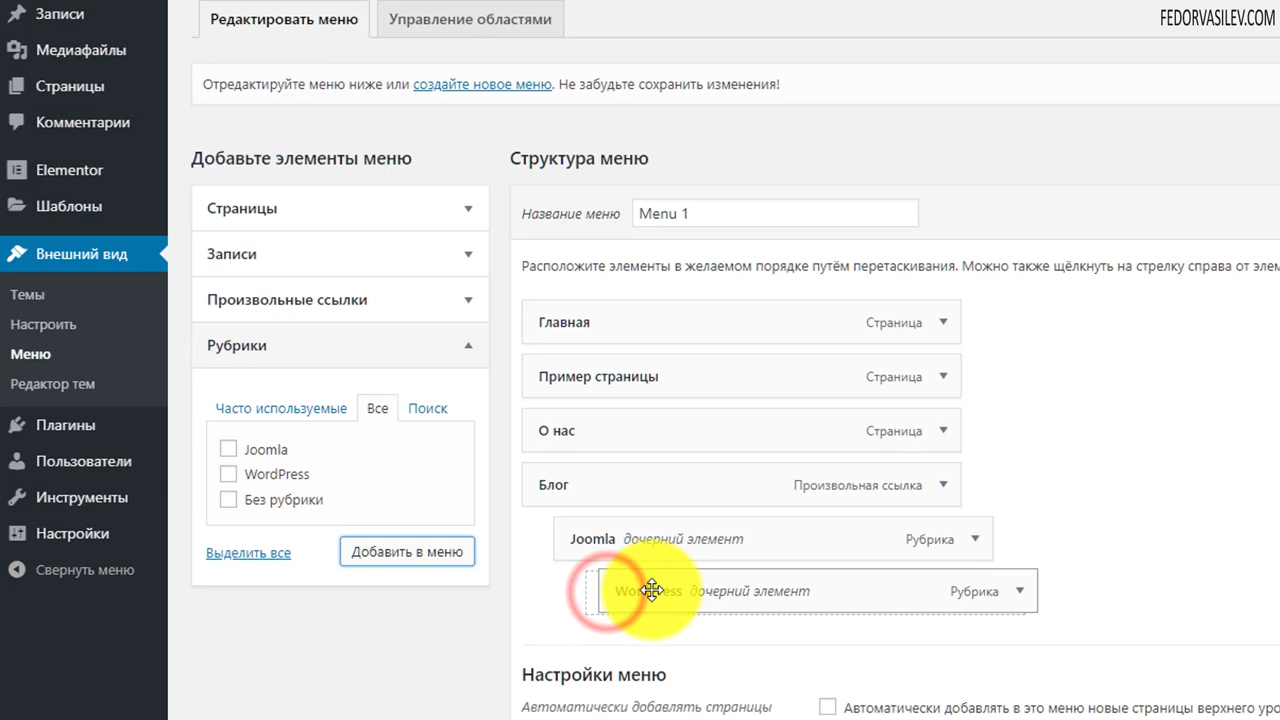 FEDORVASILEV.COM
Записи
Медиафайлы
Страницы
Комментарии
Elementor
Шаблоны
Внешний вид
Темы
Настроить
Меню
Редактор тем
Плагины
Пользователи
Инструменты
Настройки
Свернуть меню
Редактировать меню
Управление областями
Отредактируйте меню ниже или создайте новое меню. Не забудьте сохранить изменения!
Добавьте элементы меню
Страницы
Записи
Произвольные ссылки
Рубрики
Часто используемые
Все
Поиск
Joomla
WordPress
Без рубрики
Выделить все
Добавить в меню
Структура меню
Название меню
Menu 1
Расположите элементы в желаемом порядке путём перетаскивания. Можно также щёлкнуть на стрелку справа от элем
Главная Страница
Пример страницы Страница
О нас Страница
Блог Произвольная ссылка
Joomla дочерний элемент Рубрика
дочерний элемент Рубрика
Настройки меню
Автоматически добавлять страницы
Автоматически добавлять в это меню новые страницы верхнего уро